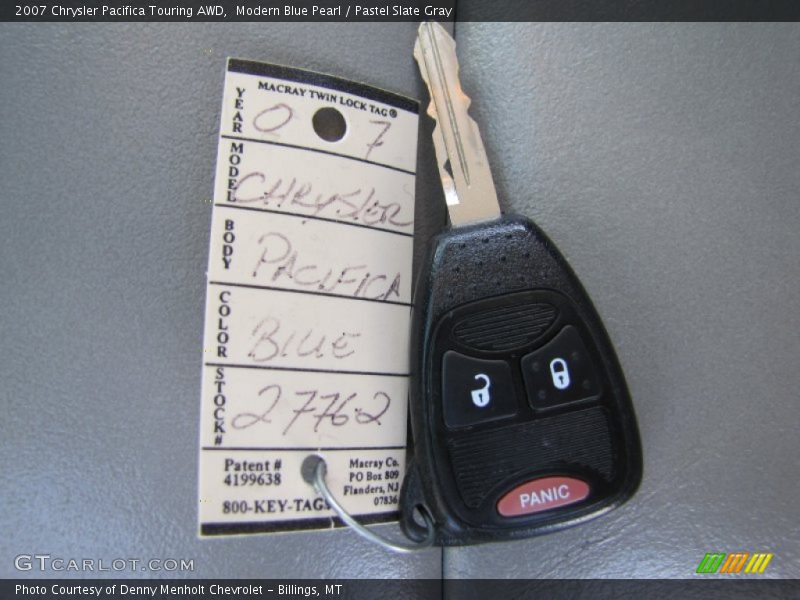 2007 Chrysler Pacifica Touring AWD,  Modern Blue Pearl / Pastel Slate Gray
MACRAY TWIN LOCK TAG®
YEAR 0 7
MODEL CHRYSlER
BODY PACIFICA
COLOR BlUE
STOCK# 27762
Patent #
4199638
800-KEY-TAGS
Macray Co.
PO Box 809
Flanders, NJ
07836
PANIC
GTCARLOT.COM
Photo Courtesy of Denny Menholt Chevrolet – Billings, MT